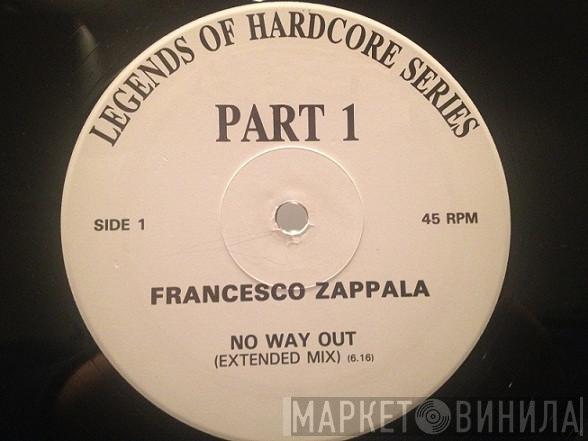 LEGENDS OF HARDCORE SERIES
PART 1
SIDE 1
45 RPM
FRANCESCO ZAPPALA
NO WAY OUT
(EXTENDED MIX) (6.16)
МАРКЕТ ВИНИЛА